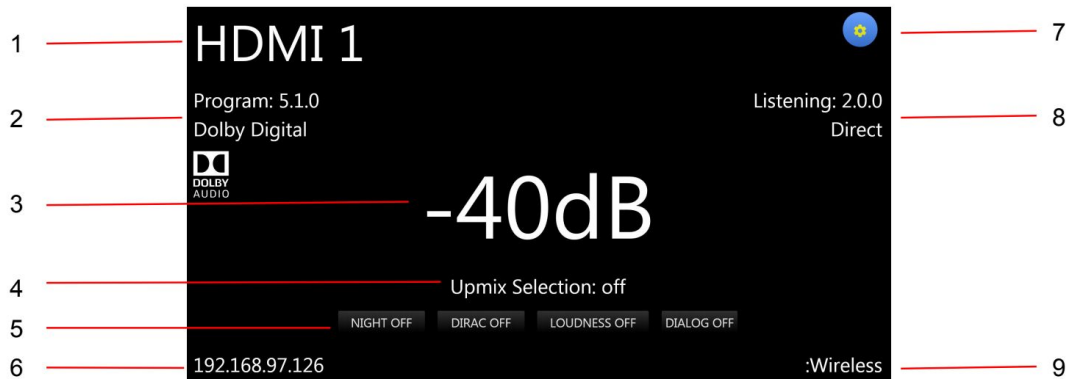 1
HDMI 1
7
2
Program: 5.1.0
Dolby Digital
Listening: 2.0.0
Direct
8
DOLBY
AUDIO
3
-40dB
4
Upmix Selection: off
5
NIGHT OFF DIRAC OFF LOUDNESS OFF DIALOG OFF
6
192.168.97.126
:Wireless
9